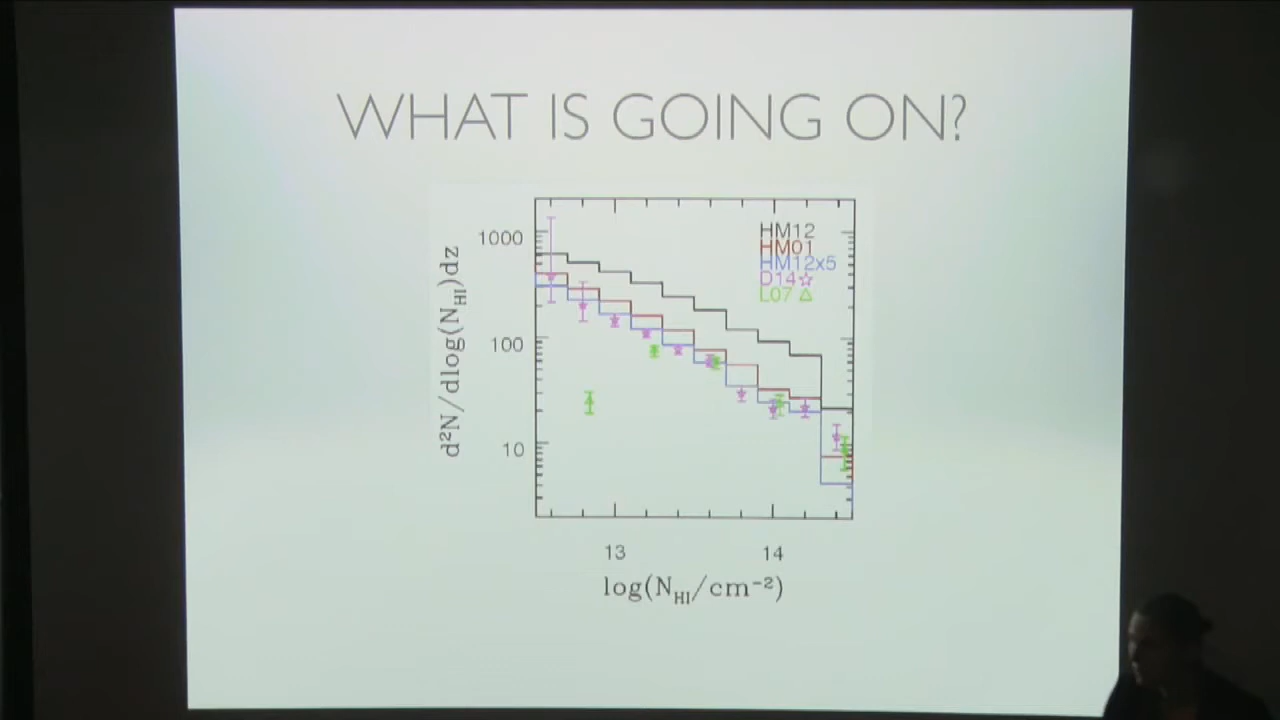 WHAT IS GOING ON?
HM12
HM01
HM12x5
D14
L07
1000
100
10
d²N/dlog(N_HI)dz
13
14
log(N_HI/cm⁻²)